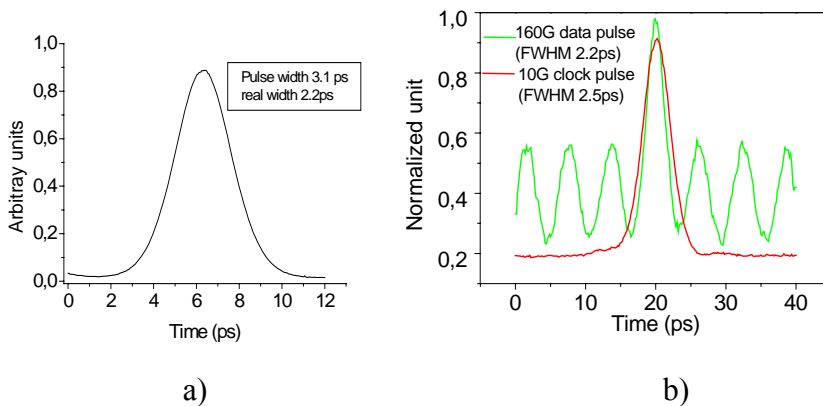 Pulse width 3.1 ps
real width 2.2ps
Arbitray units
1,0
0,8
0,6
0,4
0,2
0,0
0 2 4 6 8 10 12
Time (ps)
a)
160G data pulse
(FWHM 2.2ps)
10G clock pulse
(FWHM 2.5ps)
Normalized unit
1,0
0,8
0,6
0,4
0,2
0 10 20 30 40
Time (ps)
b)